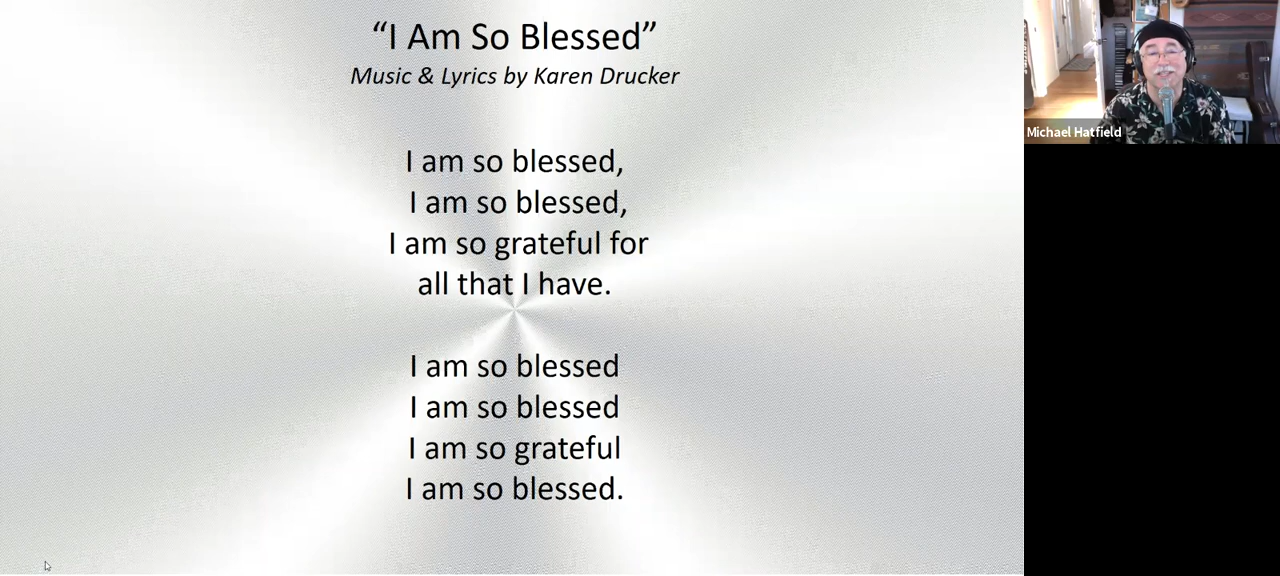 “I Am So Blessed”
Music & Lyrics by Karen Drucker
I am so blessed,
I am so blessed,
I am so grateful for
all that I have.
I am so blessed
I am so blessed
I am so grateful
I am so blessed.
Michael Hatfield